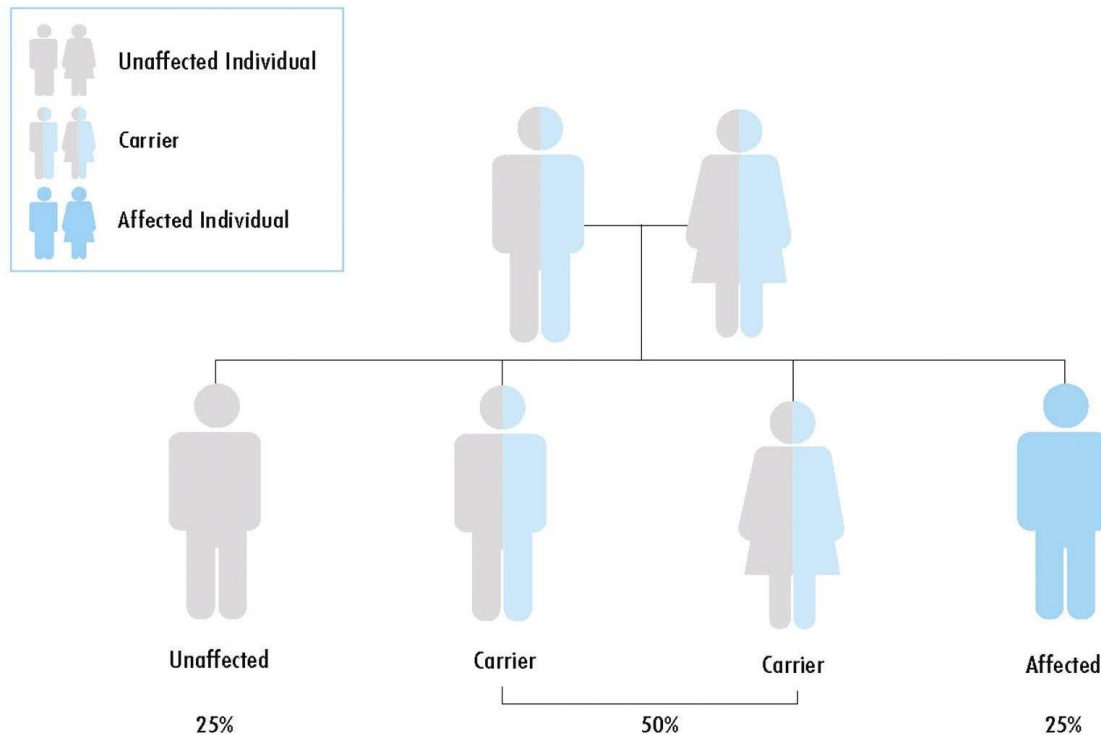 Unaffected Individual
Carrier
Affected Individual
Unaffected Carrier Carrier Affected
25% 50% 25%